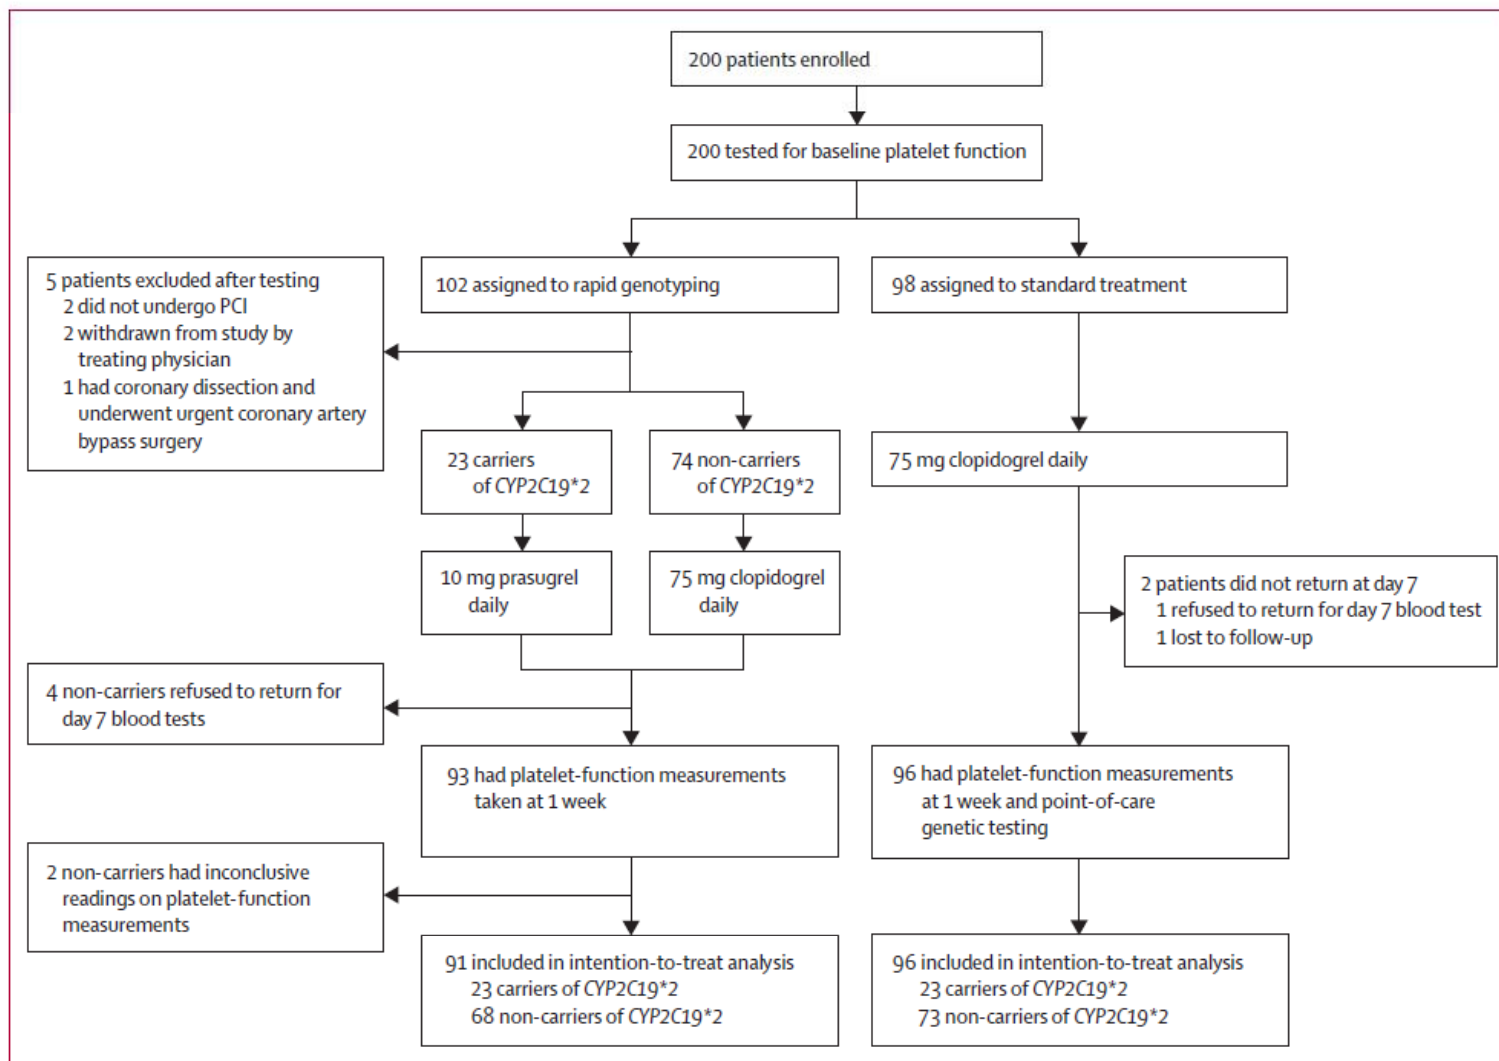 200 patients enrolled
200 tested for baseline platelet function
5 patients excluded after testing
2 did not undergo PCI
2 withdrawn from study by
treating physician
1 had coronary dissection and
underwent urgent coronary artery
bypass surgery
102 assigned to rapid genotyping
98 assigned to standard treatment
23 carriers
of CYP2C19*2
74 non-carriers
of CYP2C19*2
75 mg clopidogrel daily
10 mg prasugrel
daily
75 mg clopidogrel
daily
2 patients did not return at day 7
1 refused to return for day 7 blood test
1 lost to follow-up
4 non-carriers refused to return for
day 7 blood tests
93 had platelet-function measurements
taken at 1 week
96 had platelet-function measurements
at 1 week and point-of-care
genetic testing
2 non-carriers had inconclusive
readings on platelet-function
measurements
91 included in intention-to-treat analysis
23 carriers of CYP2C19*2
68 non-carriers of CYP2C19*2
96 included in intention-to-treat analysis
23 carriers of CYP2C19*2
73 non-carriers of CYP2C19*2